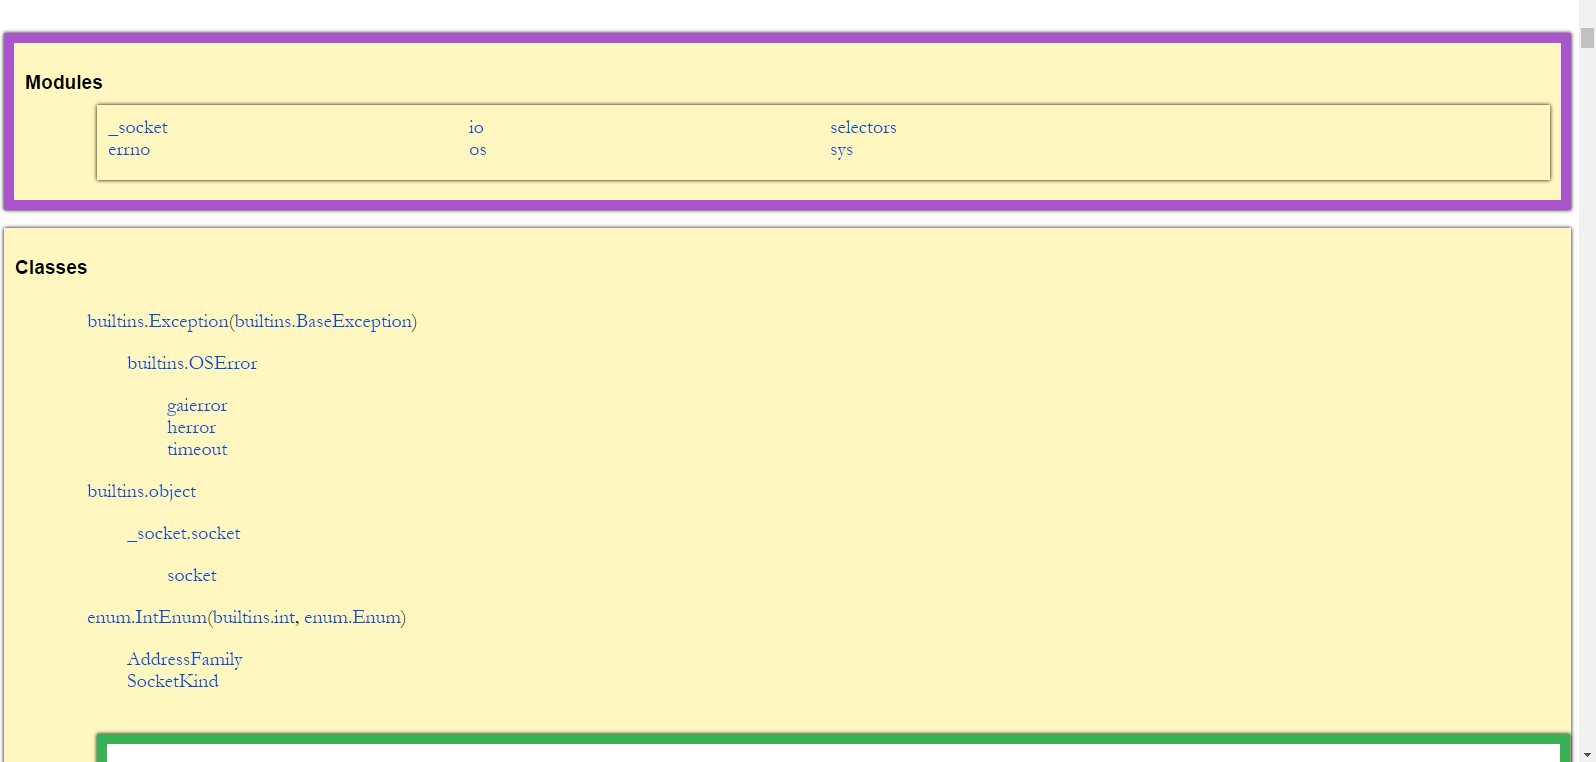 Modules
_socket io selectors
errno os sys
Classes
builtins.Exception(builtins.BaseException)
builtins.OSError
gaierror
herror
timeout
builtins.object
_socket.socket
socket
enum.IntEnum(builtins.int, enum.Enum)
AddressFamily
SocketKind